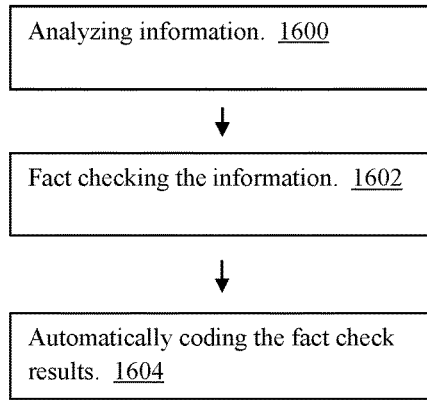 Analyzing information. 1600
Fact checking the information. 1602
Automatically coding the fact check
results. 1604